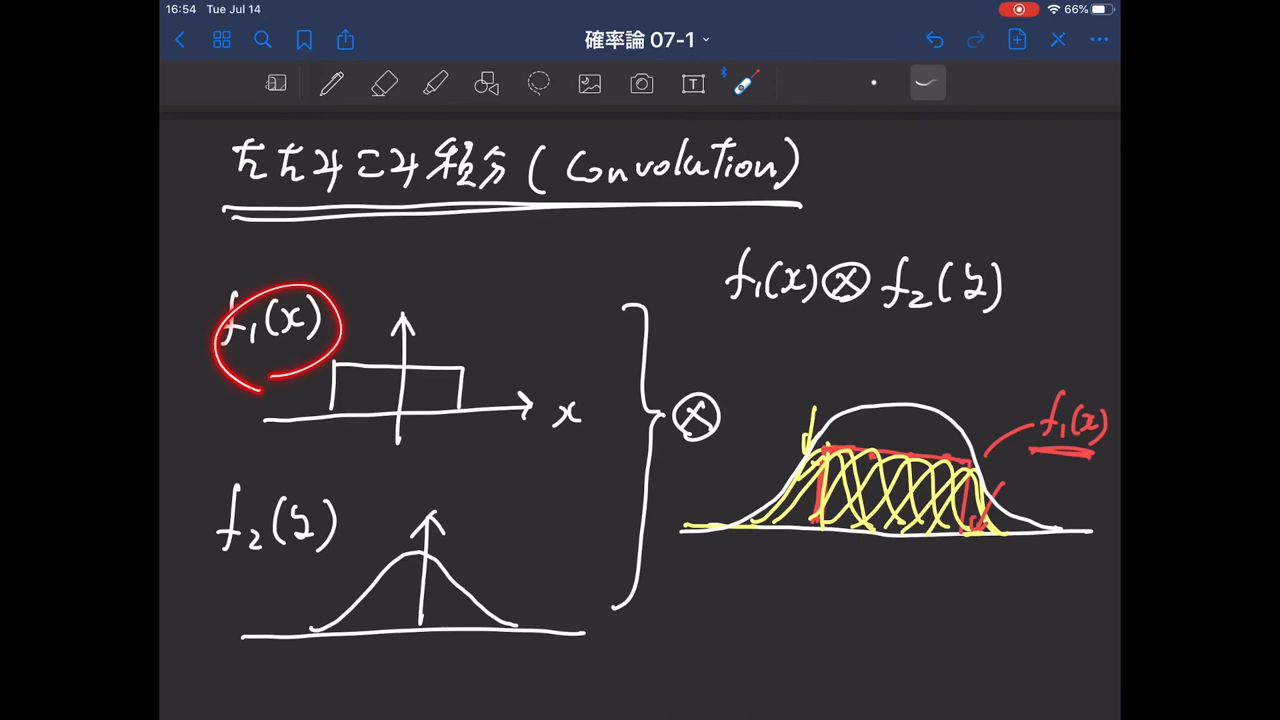 16:54 Tue Jul 14 66%
確率論 07-1
T
たたみこみ積分 (Convolution)
f₁(x) ⊗ f₂(y)
f₁(x)
x
⊗
f₁(x)
f₂(y)